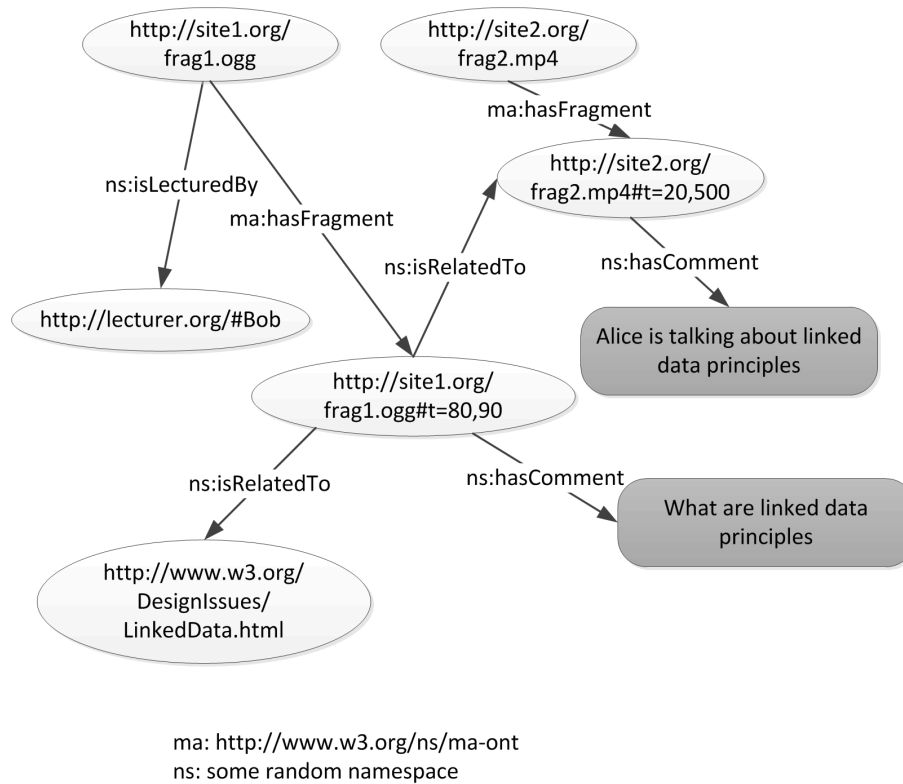 http://site1.org/
frag1.ogg
http://site2.org/
frag2.mp4
ma:hasFragment
http://site2.org/
frag2.mp4#t=20,500
ns:isLecturedBy
ma:hasFragment
ns:isRelatedTo
ns:hasComment
http://lecturer.org/#Bob
Alice is talking about linked
data principles
http://site1.org/
frag1.ogg#t=80,90
ns:isRelatedTo
ns:hasComment
What are linked data
principles
http://www.w3.org/
DesignIssues/
LinkedData.html
ma: http://www.w3.org/ns/ma-ont
ns: some random namespace